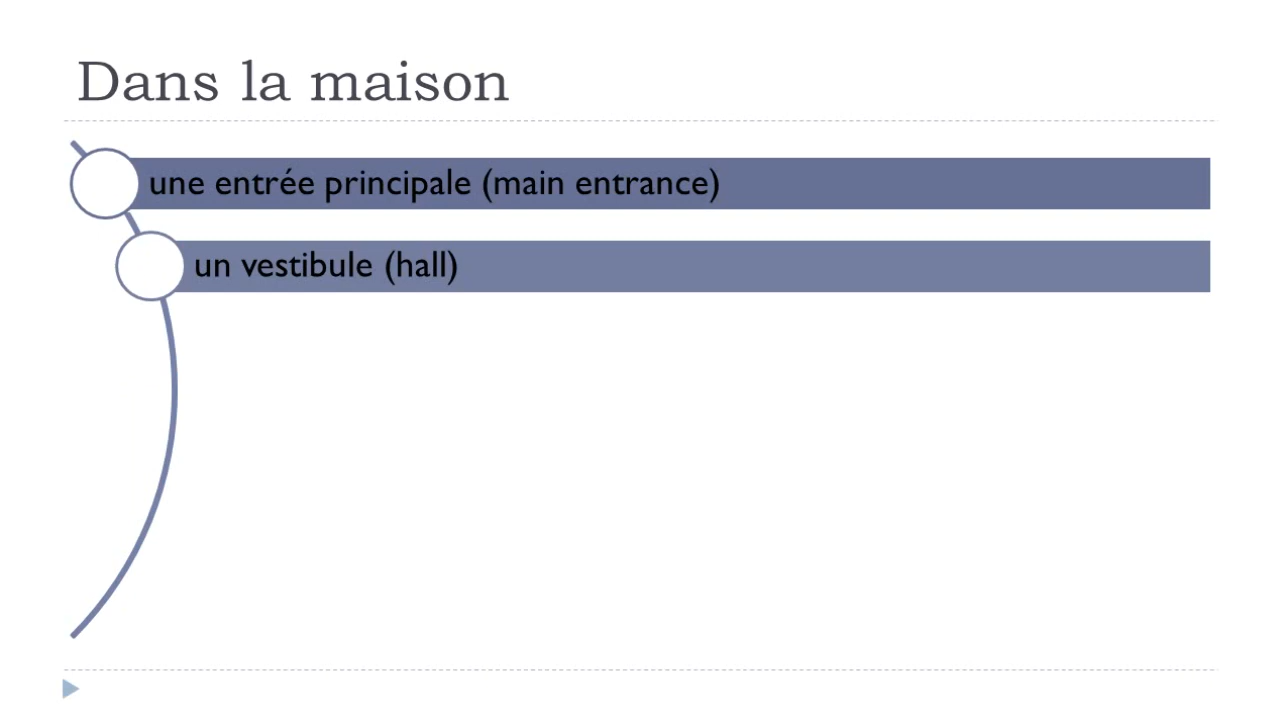 Dans la maison
une entrée principale (main entrance)
un vestibule (hall)